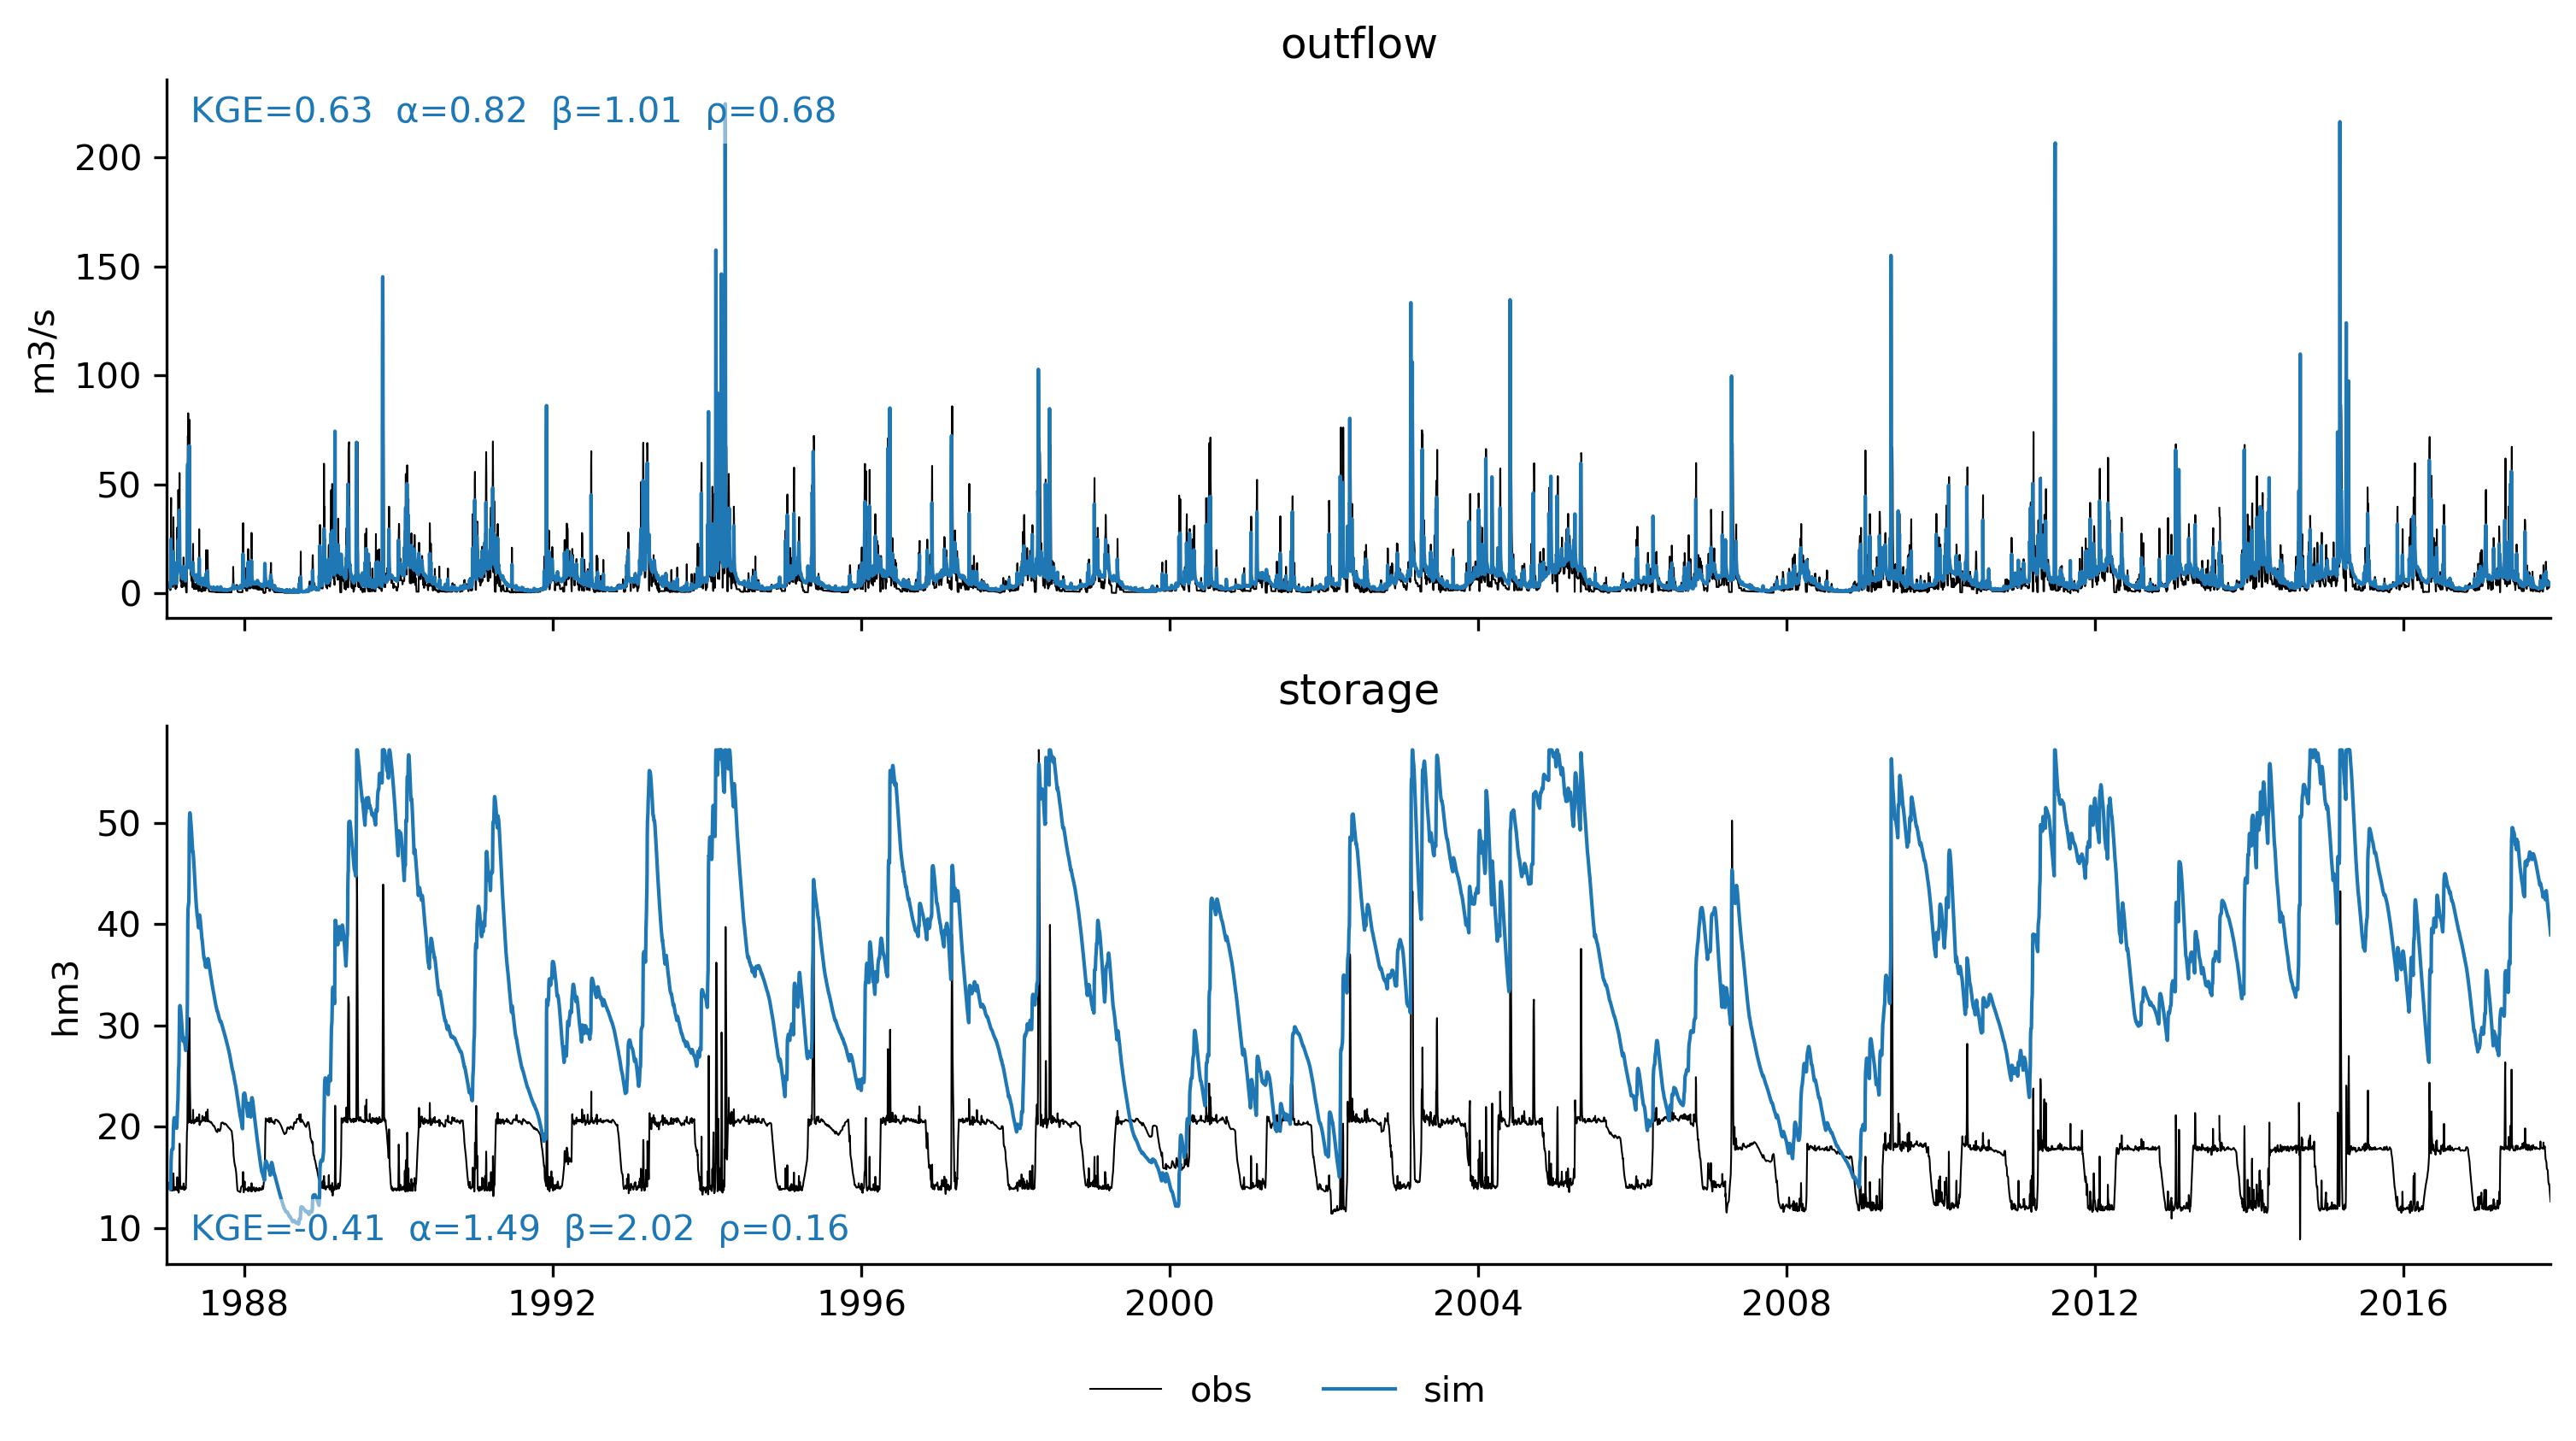 outflow
KGE=0.63 α=0.82 β=1.01 ρ=0.68
m3/s
200
150
100
50
0
storage
hm3
50
40
30
20
10
KGE=-0.41 α=1.49 β=2.02 ρ=0.16
1988 1992 1996 2000 2004 2008 2012 2016
obs sim